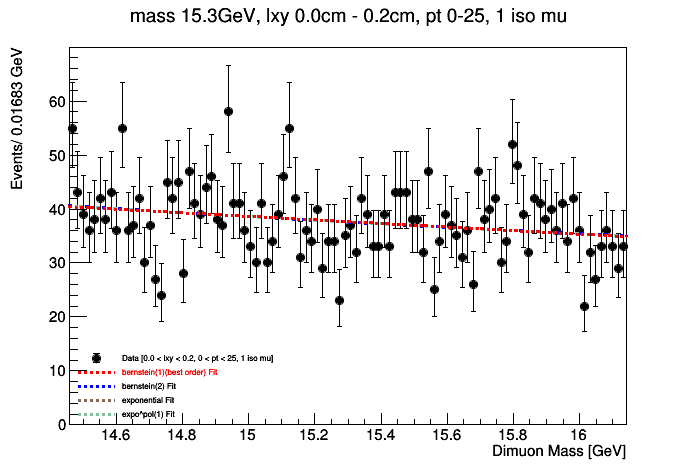 mass 15.3GeV, lxy 0.0cm - 0.2cm, pt 0-25, 1 iso mu
Events/ 0.01683 GeV
60
50
40
30
20
10
0
Data [0.0 < lxy < 0.2, 0 < pt < 25, 1 iso mu]
bernstein(1)(best order) Fit
bernstein(2) Fit
exponential Fit
expo*pol(1) Fit
14.6 14.8 15 15.2 15.4 15.6 15.8 16
Dimuon Mass [GeV]